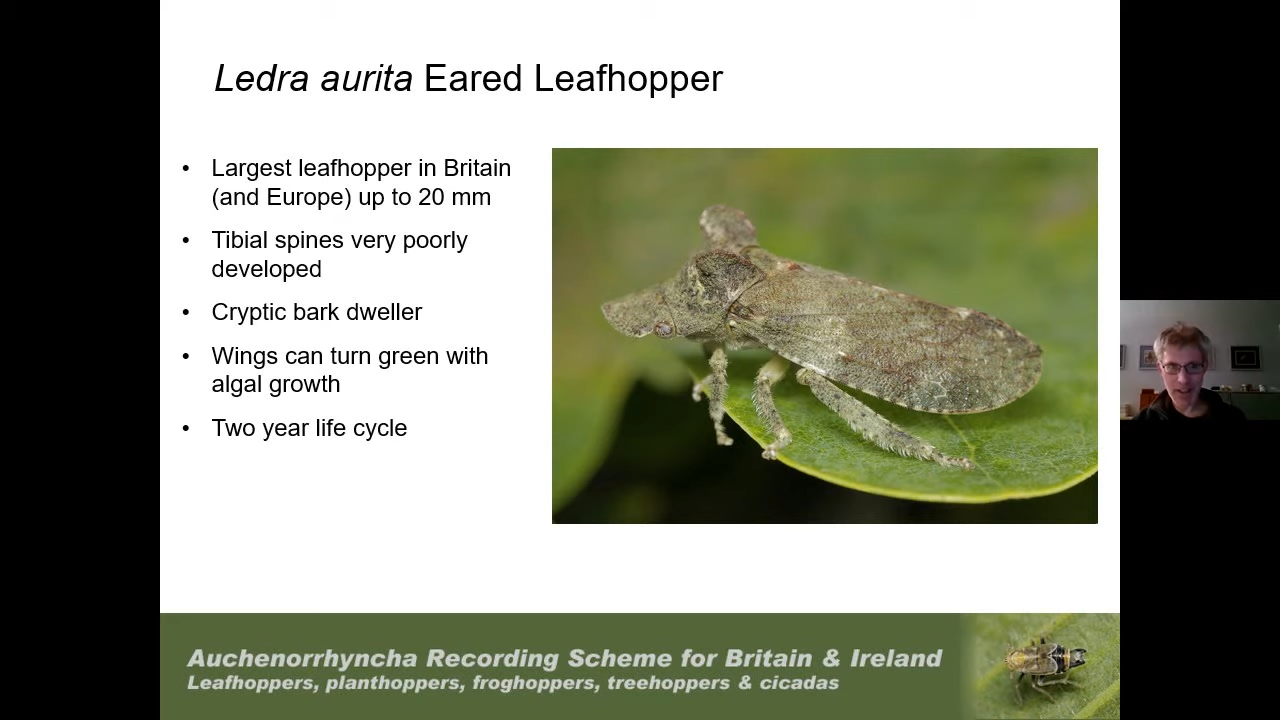 Ledra aurita Eared Leafhopper
• Largest leafhopper in Britain
(and Europe) up to 20 mm
• Tibial spines very poorly
developed
• Cryptic bark dweller
• Wings can turn green with
algal growth
• Two year life cycle
Auchenorrhyncha Recording Scheme for Britain & Ireland
Leafhoppers, planthoppers, froghoppers, treehoppers & cicadas